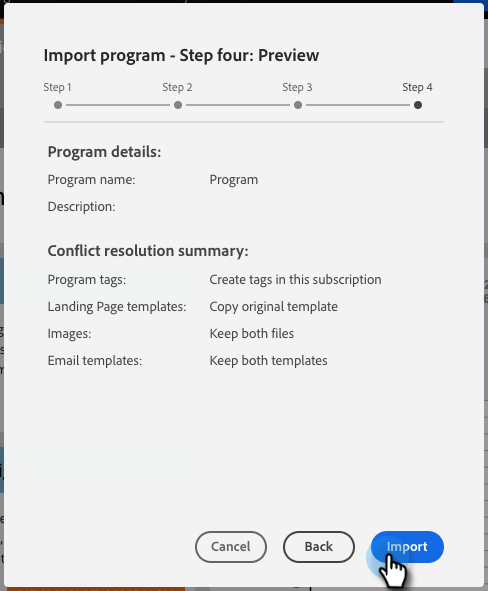 Import program - Step four: Preview
Step 1 Step 2 Step 3 Step 4
Program details:
Program name: Program
Description:
Conflict resolution summary:
Program tags: Create tags in this subscription
Landing Page templates: Copy original template
Images: Keep both files
Email templates: Keep both templates
Cancel Back Import